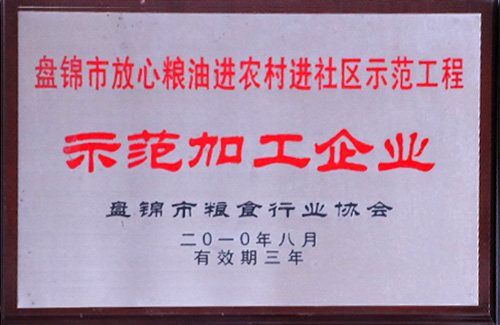 盘锦市放心粮油进农村进社区示范工程
示范加工企业
盘锦市粮食行业协会
二〇一〇年八月
有效期三年